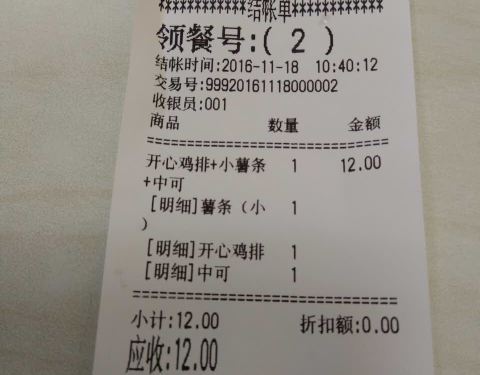 ************结帐单************
领餐号:( 2 )
结帐时间:2016-11-18 10:40:12
交易号:99920161118000002
收银员:001
商品 数量 金额
==============================
开心鸡排+小薯条 1 12.00
+中可
[明细]薯条（小 1
）
[明细]开心鸡排 1
[明细]中可 1
==============================
小计:12.00 折扣额:0.00
应收:12.00